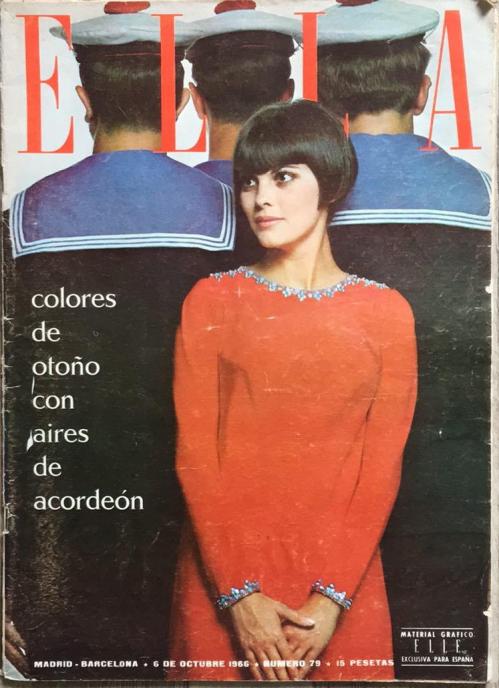 ELLA
colores
de
otoño
con
aires
de
acordeón
MATERIAL GRAFICO
ELLE
EXCLUSIVA PARA ESPAÑA
MADRID - BARCELONA ★ 6 DE OCTUBRE 1966 ★ NUMERO 79 ★ 15 PESETAS